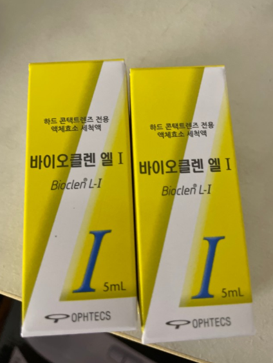 하드 콘택트렌즈 전용
액체효소 세척액
바이오클렌 엘 I
Bioclen® L-I
I
5mL
OPHTECS
하드 콘택트렌즈 전용
액체효소 세척액
바이오클렌 엘 I
Bioclen® L-I
I
5mL
OPHTECS